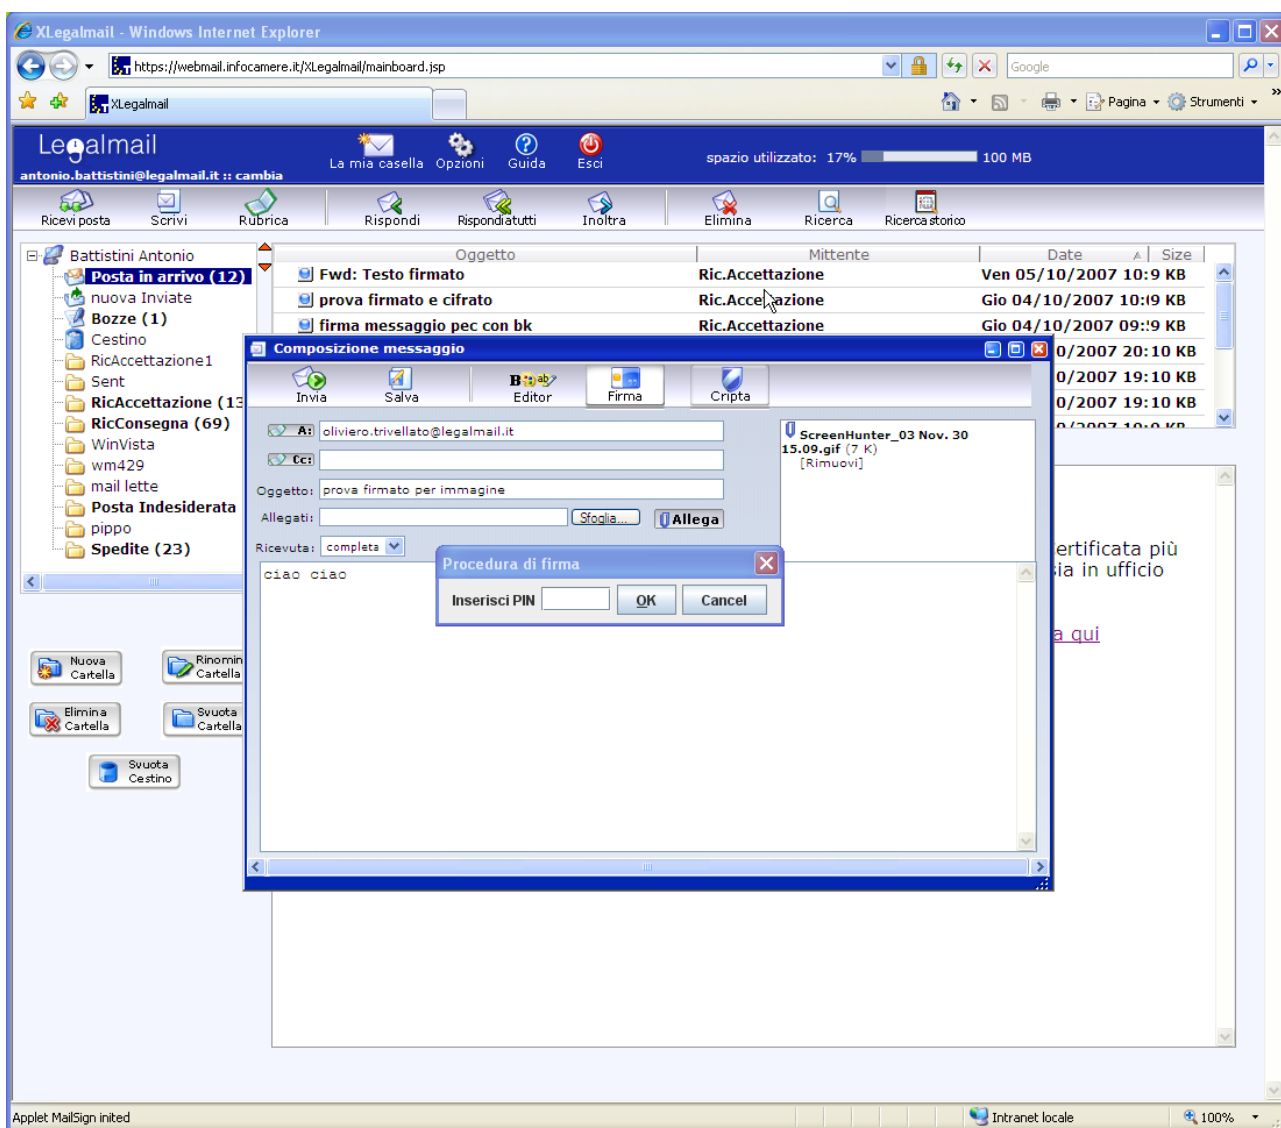 XLegalmail - Windows Internet Explorer
https://webmail.infocamere.it/XLegalmail/mainboard.jsp
Google
XLegalmail
Pagina
Strumenti
Legalmail
La mia casella
Opzioni
Guida
Esci
spazio utilizzato: 17%
100 MB
antonio.battistini@legalmail.it :: cambia
Ricevi posta
Scrivi
Rubrica
Rispondi
Rispondiatutti
Inoltra
Elimina
Ricerca
Ricerca storico
Battistini Antonio
Posta in arrivo (12)
nuova Inviate
Bozze (1)
Cestino
RicAccettazione1
Sent
RicAccettazione (13
RicConsegna (69)
WinVista
wm429
mail lette
Posta Indesiderata
pippo
Spedite (23)
Nuova
Cartella
Rinomin
Cartella
Elimina
Cartella
Svuota
Cartella
Svuota
Cestino
Oggetto
Mittente
Date
Size
Fwd: Testo firmato
Ric.Accettazione
Ven 05/10/2007 10:
9 KB
prova firmato e cifrato
Ric.Accettazione
Gio 04/10/2007 10:
9 KB
firma messaggio pec con bk
Ric.Accettazione
Gio 04/10/2007 09:
9 KB
0/2007 20:
10 KB
0/2007 19:
10 KB
0/2007 19:
10 KB
Composizione messaggio
Invia
Salva
Editor
Firma
Cripta
A:
oliviero.trivellato@legalmail.it
Cc:
Oggetto:
prova firmato per immagine
Allegati:
Sfoglia...
Allega
Ricevuta:
completa
ScreenHunter_03 Nov. 30
15.09.gif (7 K)
[Rimuovi]
ciao ciao
Procedura di firma
Inserisci PIN
OK
Cancel
ertificata più
sia in ufficio
a qui
Applet MailSign inited
Intranet locale
100%